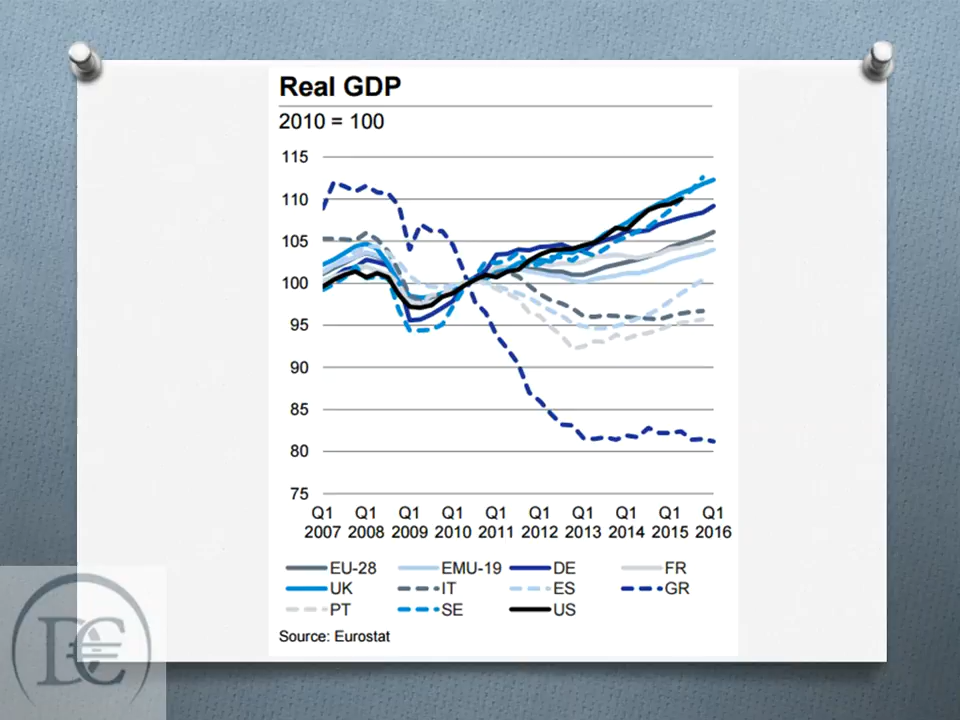 Real GDP
2010 = 100
115
110
105
100
95
90
85
80
75
Q1 Q1 Q1 Q1 Q1 Q1 Q1 Q1 Q1 Q1
2007 2008 2009 2010 2011 2012 2013 2014 2015 2016
EU-28 EMU-19 DE FR
UK IT ES GR
PT SE US
Source: Eurostat
D€